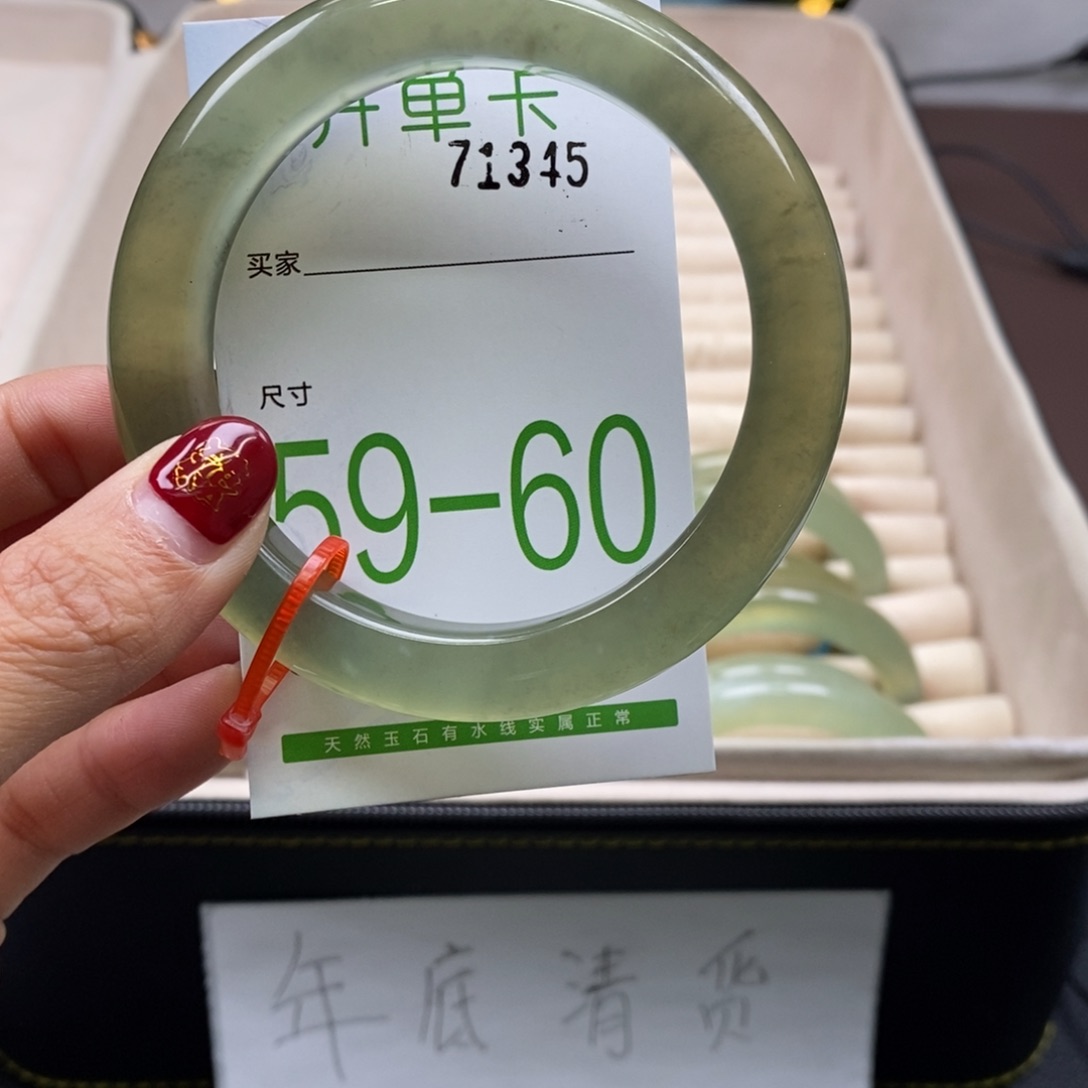 开单卡
71345
买家
尺寸
59-60
天然玉石有水线实属正常
年底清货